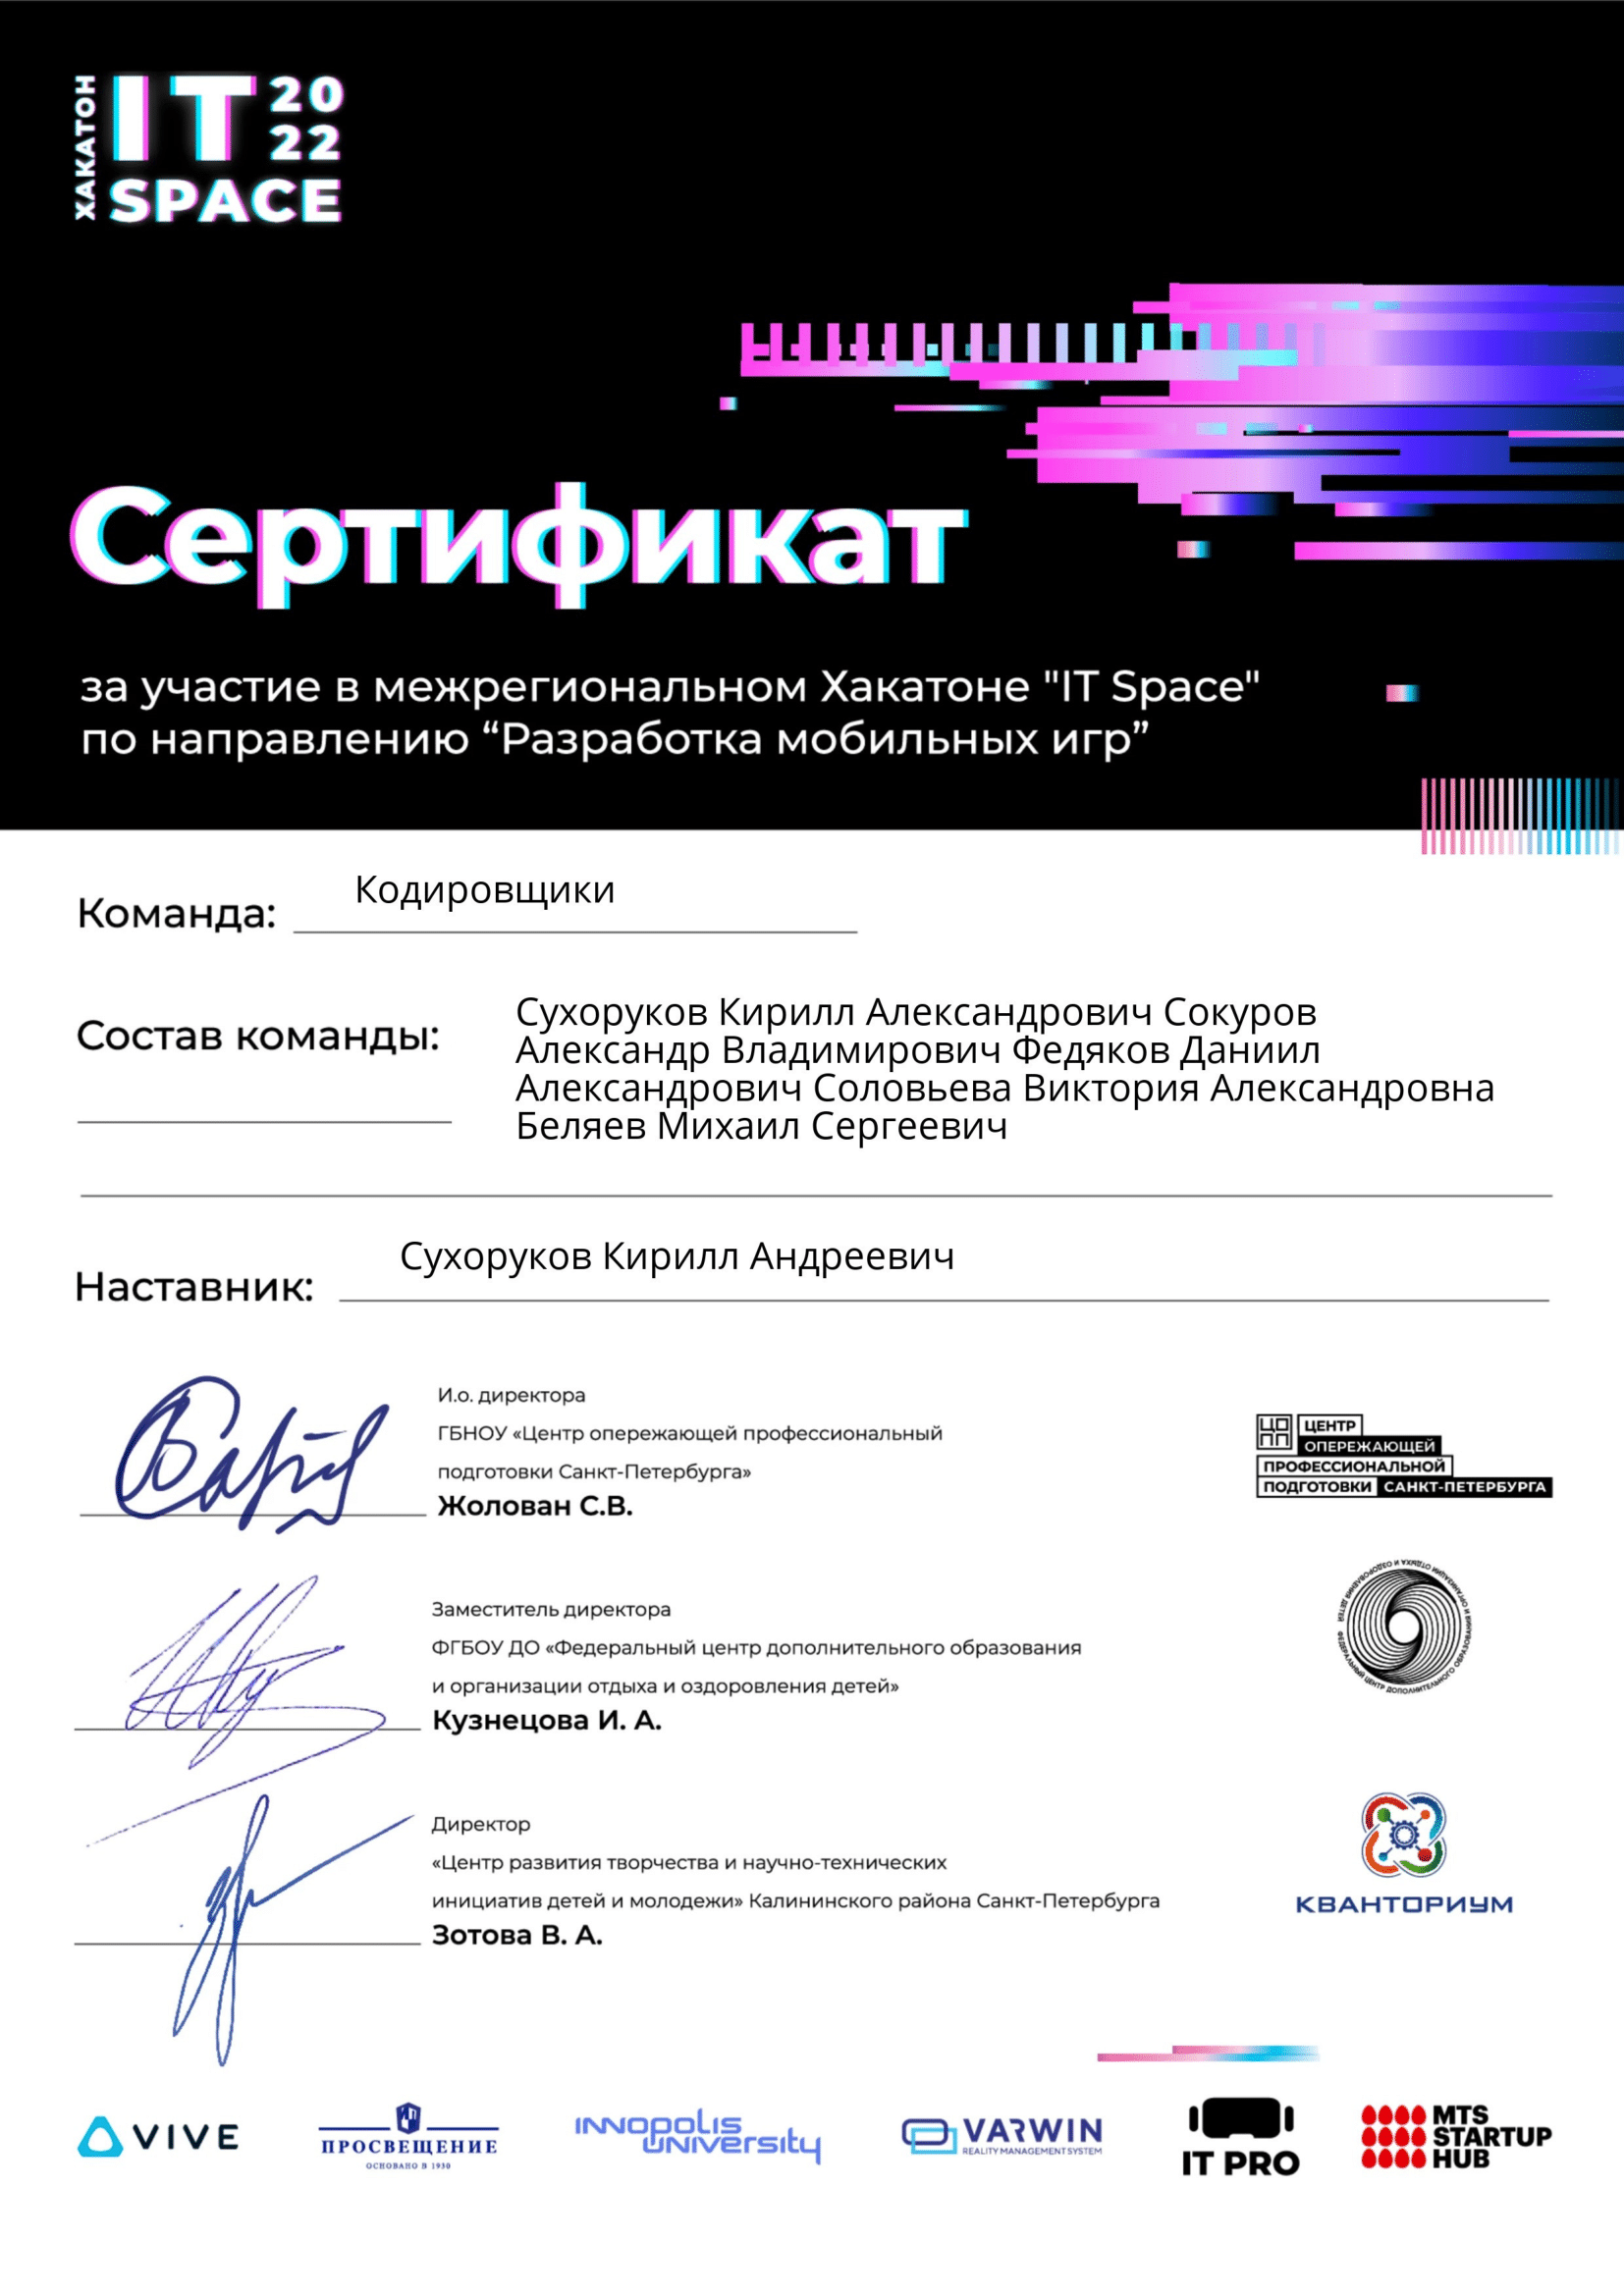 ХАКАТОН
IT 2022
SPACE
Сертификат
за участие в межрегиональном Хакатоне "IT Space"
по направлению “Разработка мобильных игр”
Команда: Кодировщики
Состав команды:
Сухоруков Кирилл Александрович Сокуров
Александр Владимирович Федяков Даниил
Александрович Соловьева Виктория Александровна
Беляев Михаил Сергеевич
Наставник: Сухоруков Кирилл Андреевич
И.о. директора
ГБНОУ «Центр опережающей профессиональный
подготовки Санкт-Петербурга»
Жолован С.В.
ЦОПП
ЦЕНТР
ОПЕРЕЖАЮЩЕЙ
ПРОФЕССИОНАЛЬНОЙ
ПОДГОТОВКИ САНКТ-ПЕТЕРБУРГА
Заместитель директора
ФГБОУ ДО «Федеральный центр дополнительного образования
и организации отдыха и оздоровления детей»
Кузнецова И. А.
ФЕДЕРАЛЬНЫЙ ЦЕНТР ДОПОЛНИТЕЛЬНОГО ОБРАЗОВАНИЯ И ОРГАНИЗАЦИИ ОТДЫХА И ОЗДОРОВЛЕНИЯ ДЕТЕЙ
Директор
«Центр развития творчества и научно-технических
инициатив детей и молодежи» Калининского района Санкт-Петербурга
Зотова В. А.
КВАНТОРИУМ
VIVE
ПРОСВЕЩЕНИЕ
ОСНОВАНО В 1930
INNOPOLIS
UNIVERSITY
VARWIN
REALITY MANAGEMENT SYSTEM
IT PRO
MTS
STARTUP
HUB